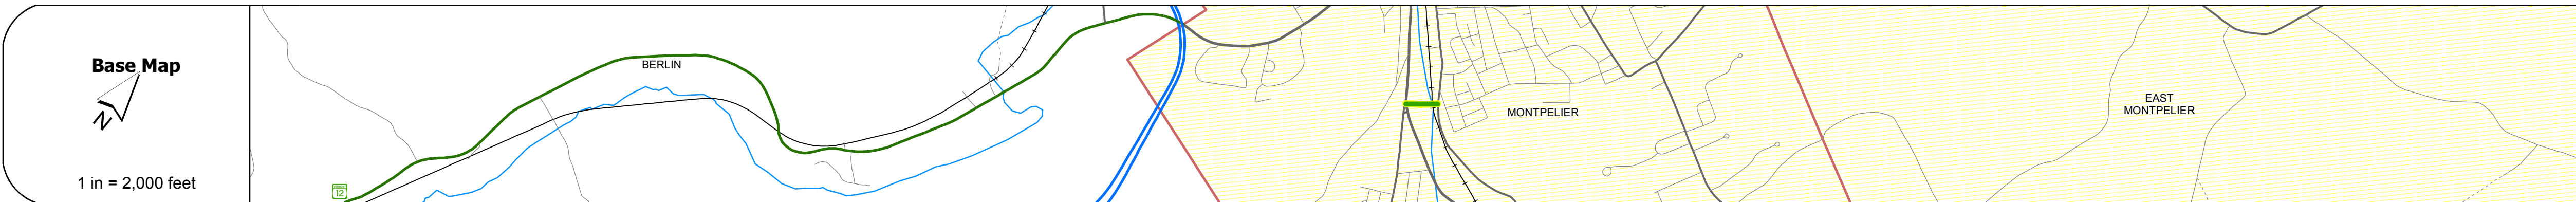 Base Map
N
1 in = 2,000 feet
12
BERLIN
MONTPELIER
EAST
MONTPELIER